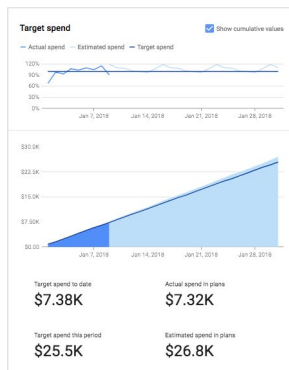 Target spend
Show cumulative values
Actual spend
Estimated spend
Target spend
120%
90%
60%
30%
0%
Jan 7, 2018
Jan 14, 2018
Jan 21, 2018
Jan 28, 2018
$30.0K
$22.5K
$15.0K
$7.50K
$0.00
Jan 7, 2018
Jan 14, 2018
Jan 21, 2018
Jan 28, 2018
Target spend to date
Actual spend in plans
$7.38K
$7.32K
Target spend this period
Estimated spend in plans
$25.5K
$26.8K